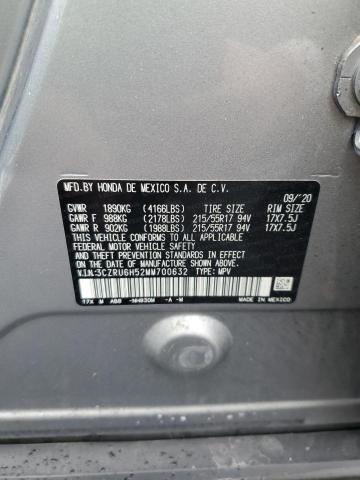 MFD.BY HONDA DE MEXICO S.A. DE C.V.
09/'20
GVWR 1890KG (4166LBS) TIRE SIZE RIM SIZE
GAWR F 988KG (2178LBS) 215/55R17 94V 17X7.5J
GAWR R 902KG (1988LBS) 215/55R17 94V 17X7.5J
THIS VEHICLE CONFORMS TO ALL APPLICABLE
FEDERAL MOTOR VEHICLE SAFETY
AND THEFT PREVENTION STANDARDS
IN EFFECT ON THE DATE
OF MANUFACTURE SHOWN ABOVE.
V.I.N:3CZRU6H52MM700632 TYPE: MPV
17X M AB9 -NH830M -A -M
MADE IN MEXICO